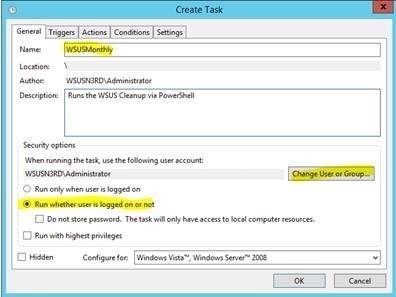 Create Task
x
General Triggers Actions Conditions Settings
Name: WSUSMonthly
Location: \
Author: WSUSN3RD\Administrator
Description: Runs the WSUS Cleanup via PowerShell
Security options
When running the task, use the following user account:
WSUSN3RD\Administrator Change User or Group...
Run only when user is logged on
Run whether user is logged on or not
Do not store password. The task will only have access to local computer resources.
Run with highest privileges
Hidden Configure for: Windows Vista™, Windows Server™ 2008
OK Cancel